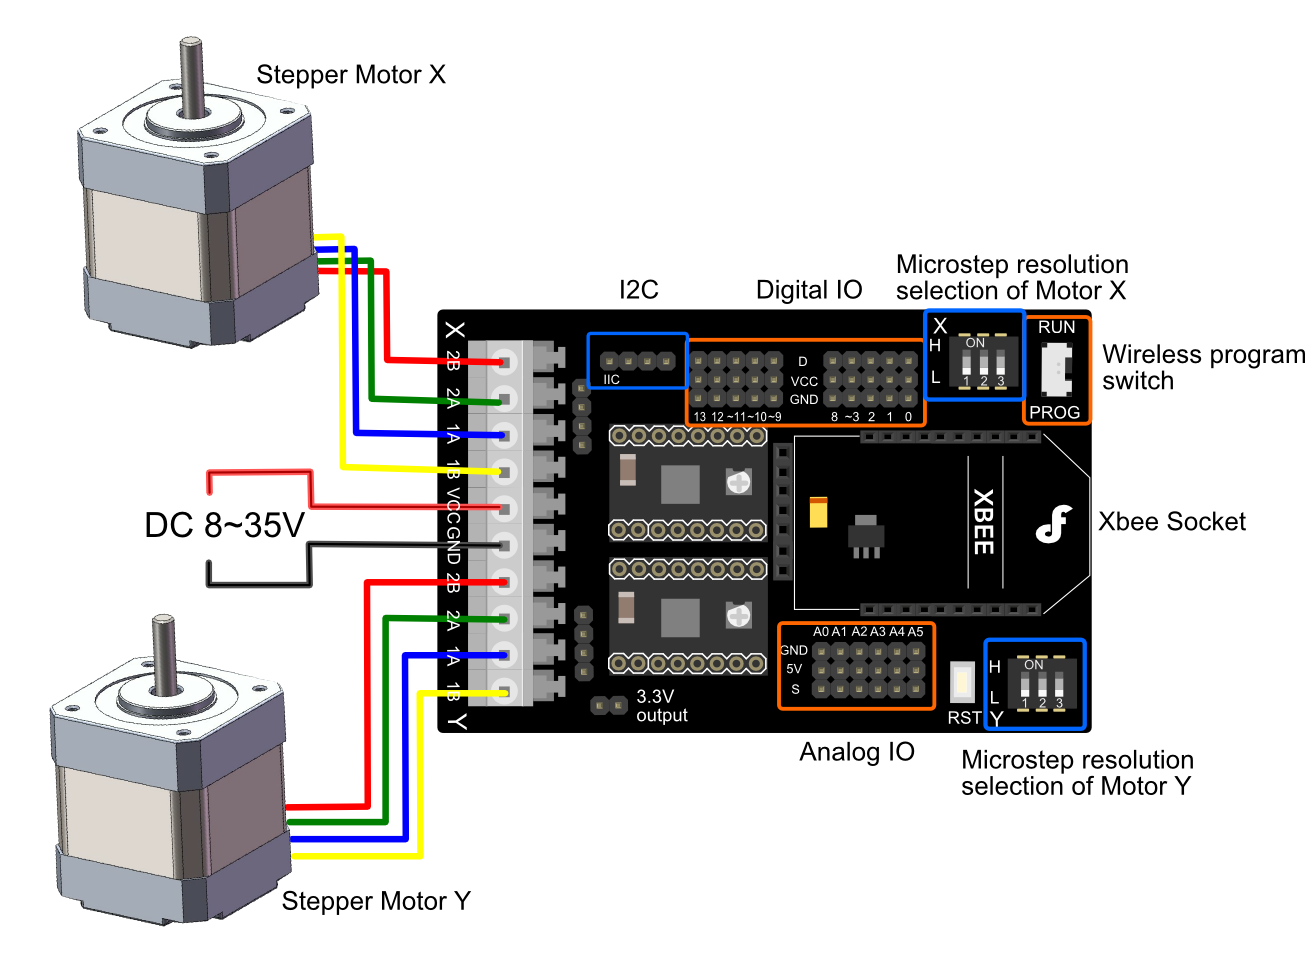 Stepper Motor X
I2C
Digital IO
Microstep resolution
selection of Motor X
X
2B
2A
1A
1B
VCC
GND
2B
2A
1A
1B
Y
DC 8~35V
IIC
D
VCC
GND
13 12 ~11 ~10 ~9
8 ~3 2 1 0
X
H
L
ON
1 2 3
RUN
PROG
Wireless program
switch
XBEE
Xbee Socket
A0 A1 A2 A3 A4 A5
GND
5V
S
3.3V
output
RST
H
L
Y
ON
1 2 3
Analog IO
Microstep resolution
selection of Motor Y
Stepper Motor Y